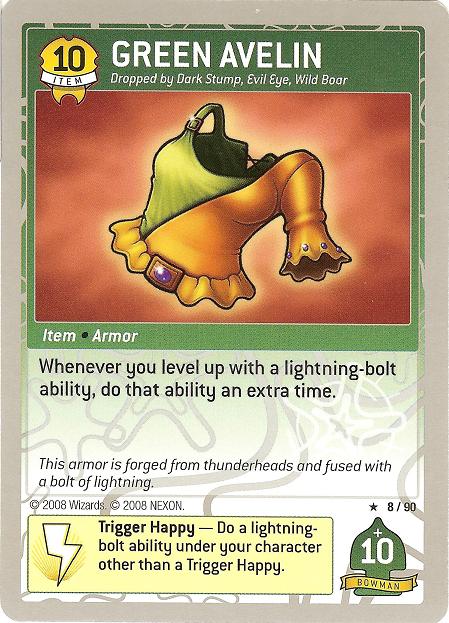 10
ITEM
GREEN AVELIN
Dropped by Dark Stump, Evil Eye, Wild Boar
Item • Armor
Whenever you level up with a lightning-bolt
ability, do that ability an extra time.
This armor is forged from thunderheads and fused with
a bolt of lightning.
© 2008 Wizards. © 2008 NEXON.
★ 8 / 90
Trigger Happy — Do a lightning-
bolt ability under your character
other than a Trigger Happy.
+
10
BOWMAN